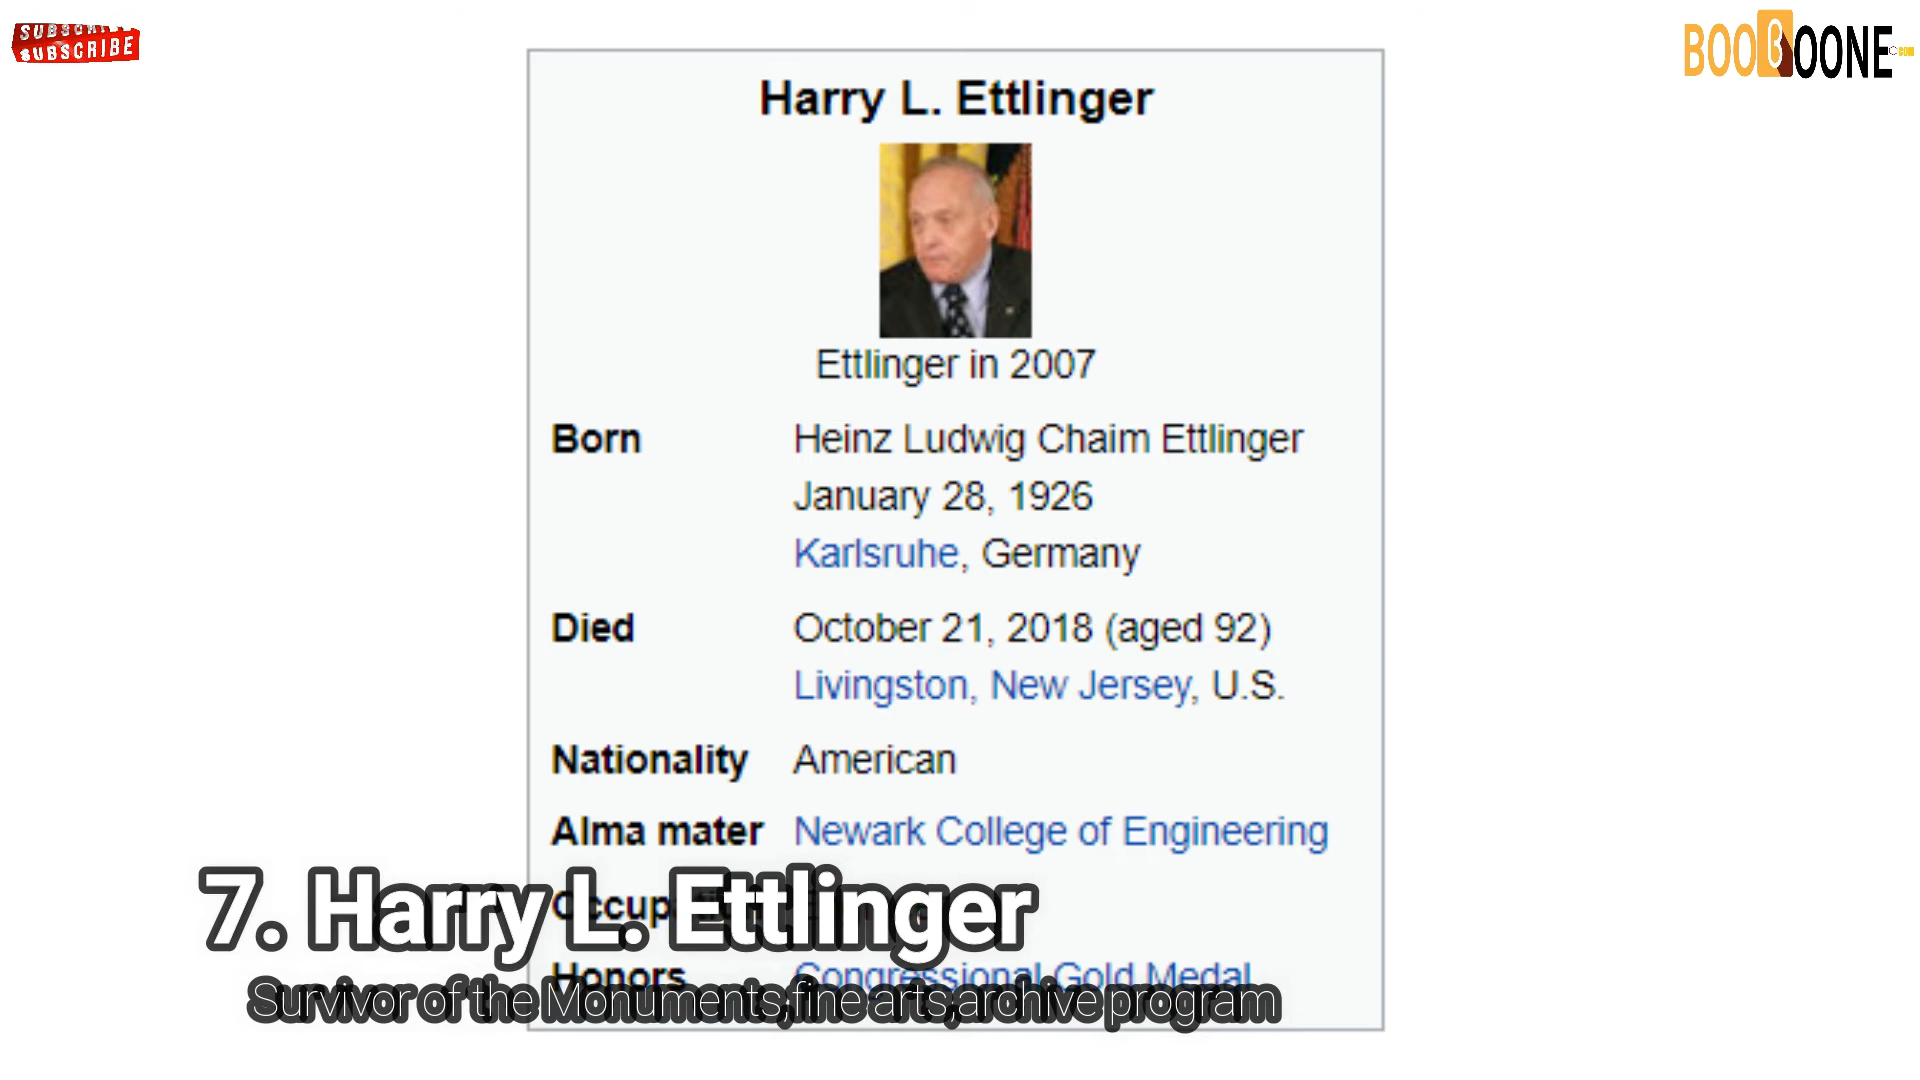 SUBSCRIBE
SUBSCRIBE
BOOBOONE.com
Harry L. Ettlinger
Ettlinger in 2007
Born Heinz Ludwig Chaim Ettlinger
January 28, 1926
Karlsruhe, Germany
Died October 21, 2018 (aged 92)
Livingston, New Jersey, U.S.
Nationality American
Alma mater Newark College of Engineering
7. Harry L. Ettlinger
Honors Congressional Gold Medal
Survivor of the Monuments,fine arts,archive program